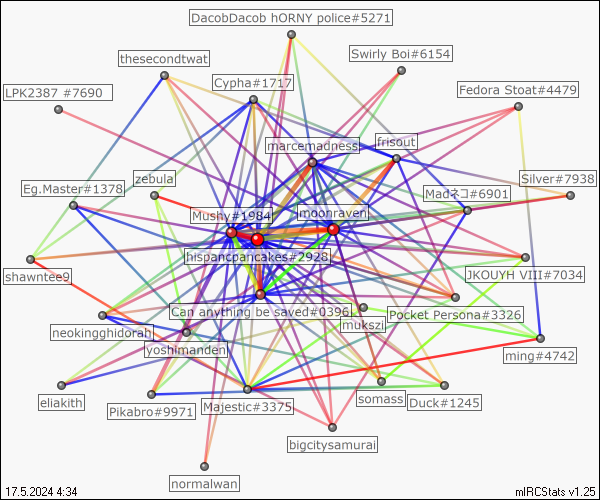 DacobDacob hORNY police#5271
Swirly Boi#6154
thesecondtwat
Cypha#1717
LPK2387 #7690
Fedora Stoat#4479
marcemadness
frisout
zebula
Silver#7938
Eg.Master#1378
Madネコ#6901
Mushy#1984
moonraven
hispancpancakes#2928
shawntee9
JKOUYH VIII#7034
Can anything be saved#0396
Pocket Persona#3326
mukszi
neokingghidorah
yoshimanden
ming#4742
eliakith
Pikabro#9971
Majestic#3375
somass
Duck#1245
bigcitysamurai
normalwan
17.5.2024 4:34
mIRCStats v1.25